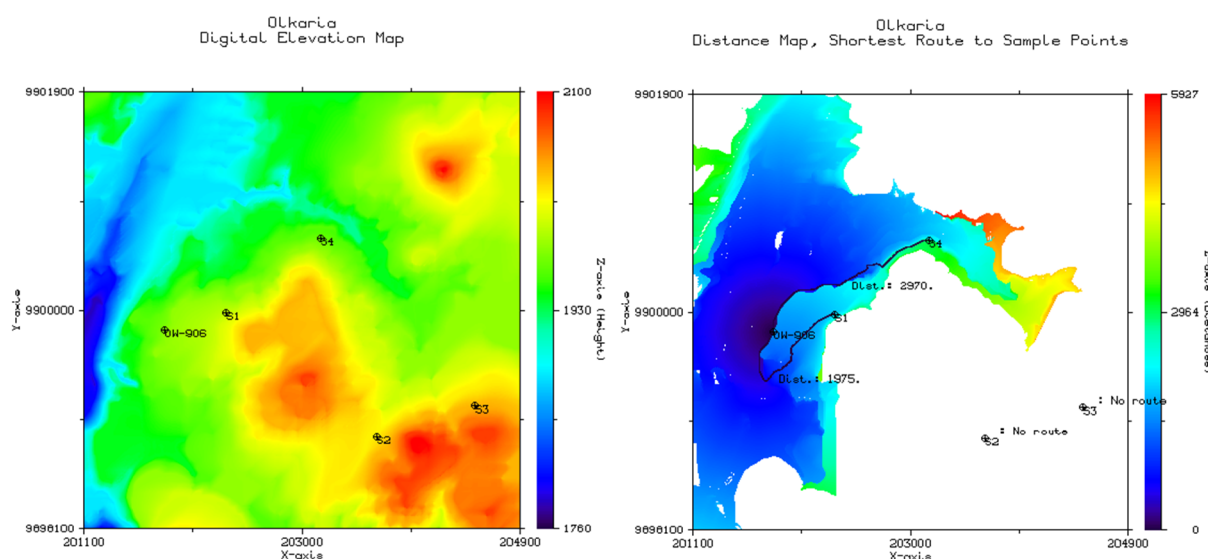 Olkaria
Digital Elevation Map
9901900
2100
S4
S1
OW-906
9900000
1930
Y-axis
Z-axis (Height)
S3
S2
9898100
1760
201100
203000
204900
X-axis
Olkaria
Distance Map, Shortest Route to Sample Points
9901900
5927
S4
Dist.: 2970.
S1
9900000
2964
Y-axis
OW-906
Dist.: 1975.
: No route
S3
: No route
S2
9898100
0
201100
203000
204900
X-axis